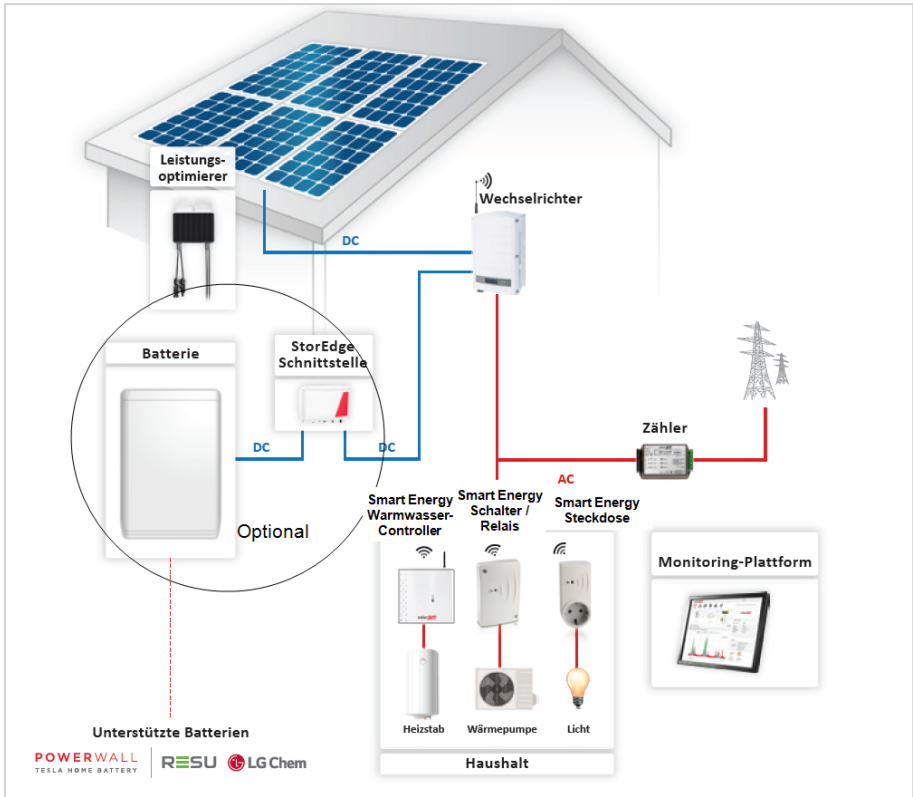 Leistungs-
optimierer
Wechselrichter
DC
StorEdge
Schnittstelle
Batterie
DC
DC
Optional
Zähler
AC
Smart Energy
Warmwasser-
Controller
Smart Energy
Schalter /
Relais
Smart Energy
Steckdose
Monitoring-Plattform
Heizstab
Wärmepumpe
Licht
Haushalt
Unterstützte Batterien
POWERWALL
TESLA HOME BATTERY
RESU
LG Chem